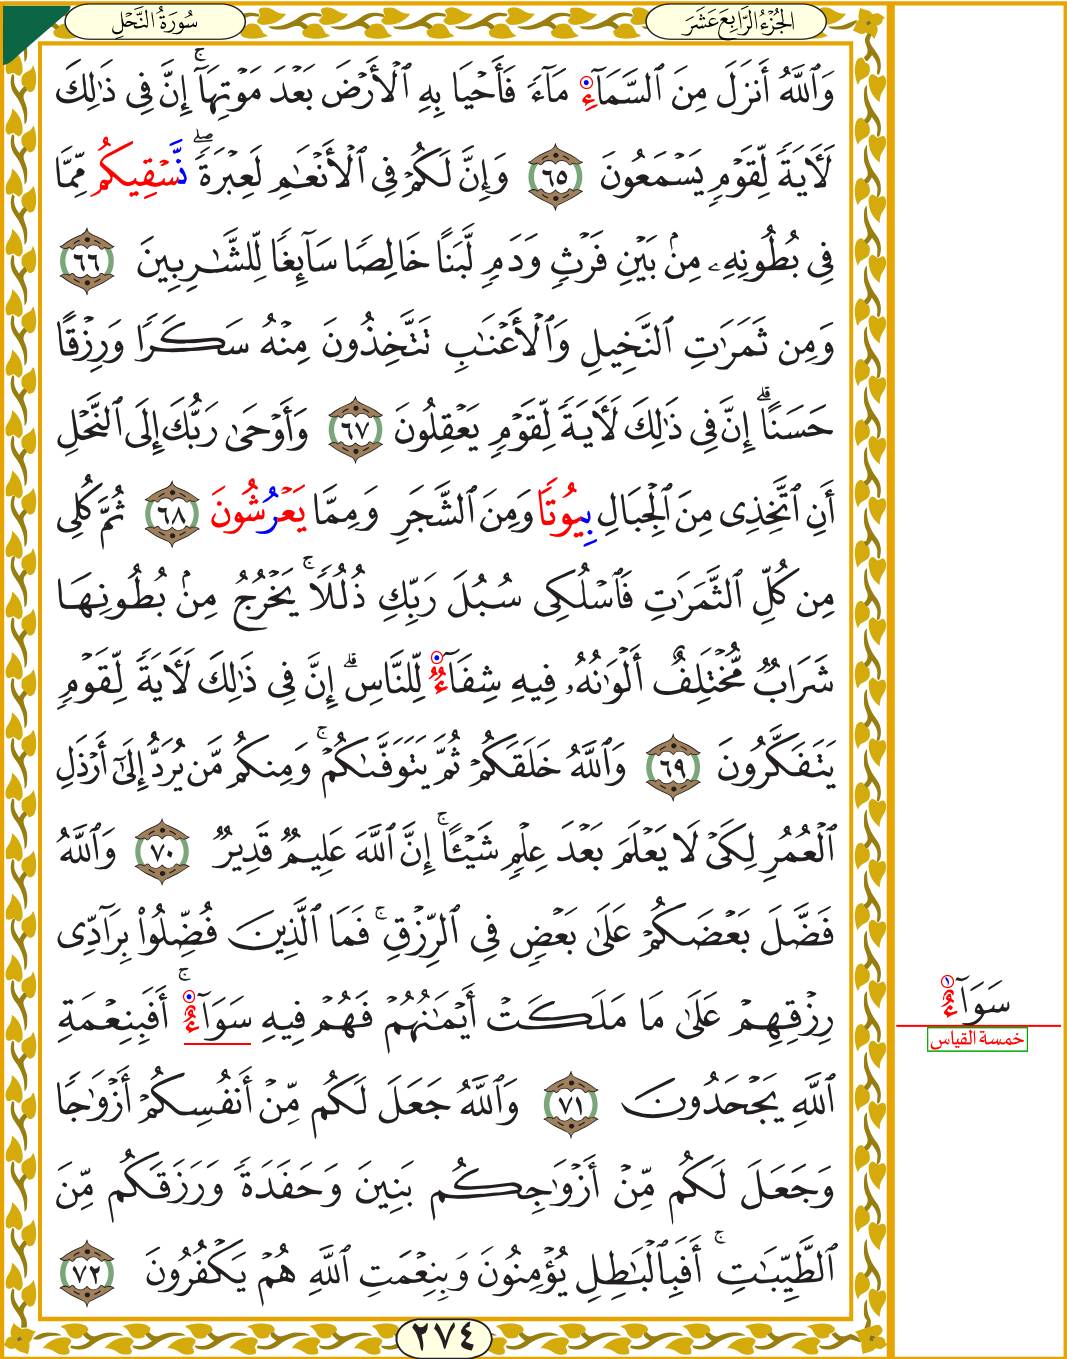 الجُزْءُ الرَّابِعَ عَشَرَ
سُورَةُ النَّحْلِ
وَٱللَّهُ أَنزَلَ مِنَ ٱلسَّمَآءِ مَآءً فَأَحْيَا بِهِ ٱلْأَرْضَ بَعْدَ مَوْتِهَآۚ إِنَّ فِى ذَٰلِكَ
لَأٓيَةً لِّقَوْمٍ يَسْمَعُونَ ٦٥ وَإِنَّ لَكُمْ فِى ٱلْأَنْعَٰمِ لَعِبْرَةًۖ نَّسْقِيكُم مِّمَّا
فِى بُطُونِهِۦ مِنۢ بَيْنِ فَرْثٍ وَدَمٍ لَّبَنًا خَالِصًا سَآئِغًا لِّلشَّٰرِبِينَ ٦٦
وَمِن ثَمَرَٰتِ ٱلنَّخِيلِ وَٱلْأَعْنَٰبِ تَتَّخِذُونَ مِنْهُ سَكَرًا وَرِزْقًا
حَسَنًاۗ إِنَّ فِى ذَٰلِكَ لَأٓيَةً لِّقَوْمٍ يَعْقِلُونَ ٦٧ وَأَوْحَىٰ رَبُّكَ إِلَى ٱلنَّحْلِ
أَنِ ٱتَّخِذِى مِنَ ٱلْجِبَالِ بِيُوتًا وَمِنَ ٱلشَّجَرِ وَمِمَّا يَعْرُشُونَ ٦٨ ثُمَّ كُلِى
مِن كُلِّ ٱلثَّمَرَٰتِ فَٱسْلُكِى سُبُلَ رَبِّكِ ذُلُلًاۚ يَخْرُجُ مِنۢ بُطُونِهَا
شَرَابٌ مُّخْتَلِفٌ أَلْوَٰنُهُۥ فِيهِ شِفَآءٌ لِّلنَّاسِۗ إِنَّ فِى ذَٰلِكَ لَأٓيَةً لِّقَوْمٍ
يَتَفَكَّرُونَ ٦٩ وَٱللَّهُ خَلَقَكُمْ ثُمَّ يَتَوَفَّىٰكُمْۚ وَمِنكُم مَّن يُرَدُّ إِلَىٰٓ أَرْذَلِ
ٱلْعُمُرِ لِكَىْ لَا يَعْلَمَ بَعْدَ عِلْمٍ شَيْـًٔاۚ إِنَّ ٱللَّهَ عَلِيمٌ قَدِيرٌ ٧٠ وَٱللَّهُ
فَضَّلَ بَعْضَكُمْ عَلَىٰ بَعْضٍ فِى ٱلرِّزْقِۚ فَمَا ٱلَّذِينَ فُضِّلُوا۟ بِرَآدِّى
رِزْقِهِمْ عَلَىٰ مَا مَلَكَتْ أَيْمَٰنُهُمْ فَهُمْ فِيهِ سَوَآءٌۚ أَفَبِنِعْمَةِ
ٱللَّهِ يَجْحَدُونَ ٧١ وَٱللَّهُ جَعَلَ لَكُم مِّنْ أَنفُسِكُمْ أَزْوَٰجًا
وَجَعَلَ لَكُم مِّنْ أَزْوَٰجِكُم بَنِينَ وَحَفَدَةً وَرَزَقَكُم مِّنَ
ٱلطَّيِّبَٰتِۚ أَفَبِٱلْبَٰطِلِ يُؤْمِنُونَ وَبِنِعْمَتِ ٱللَّهِ هُمْ يَكْفُرُونَ ٧٢
سَوَآءٌ ١
خمسة القياس
٢٧٤